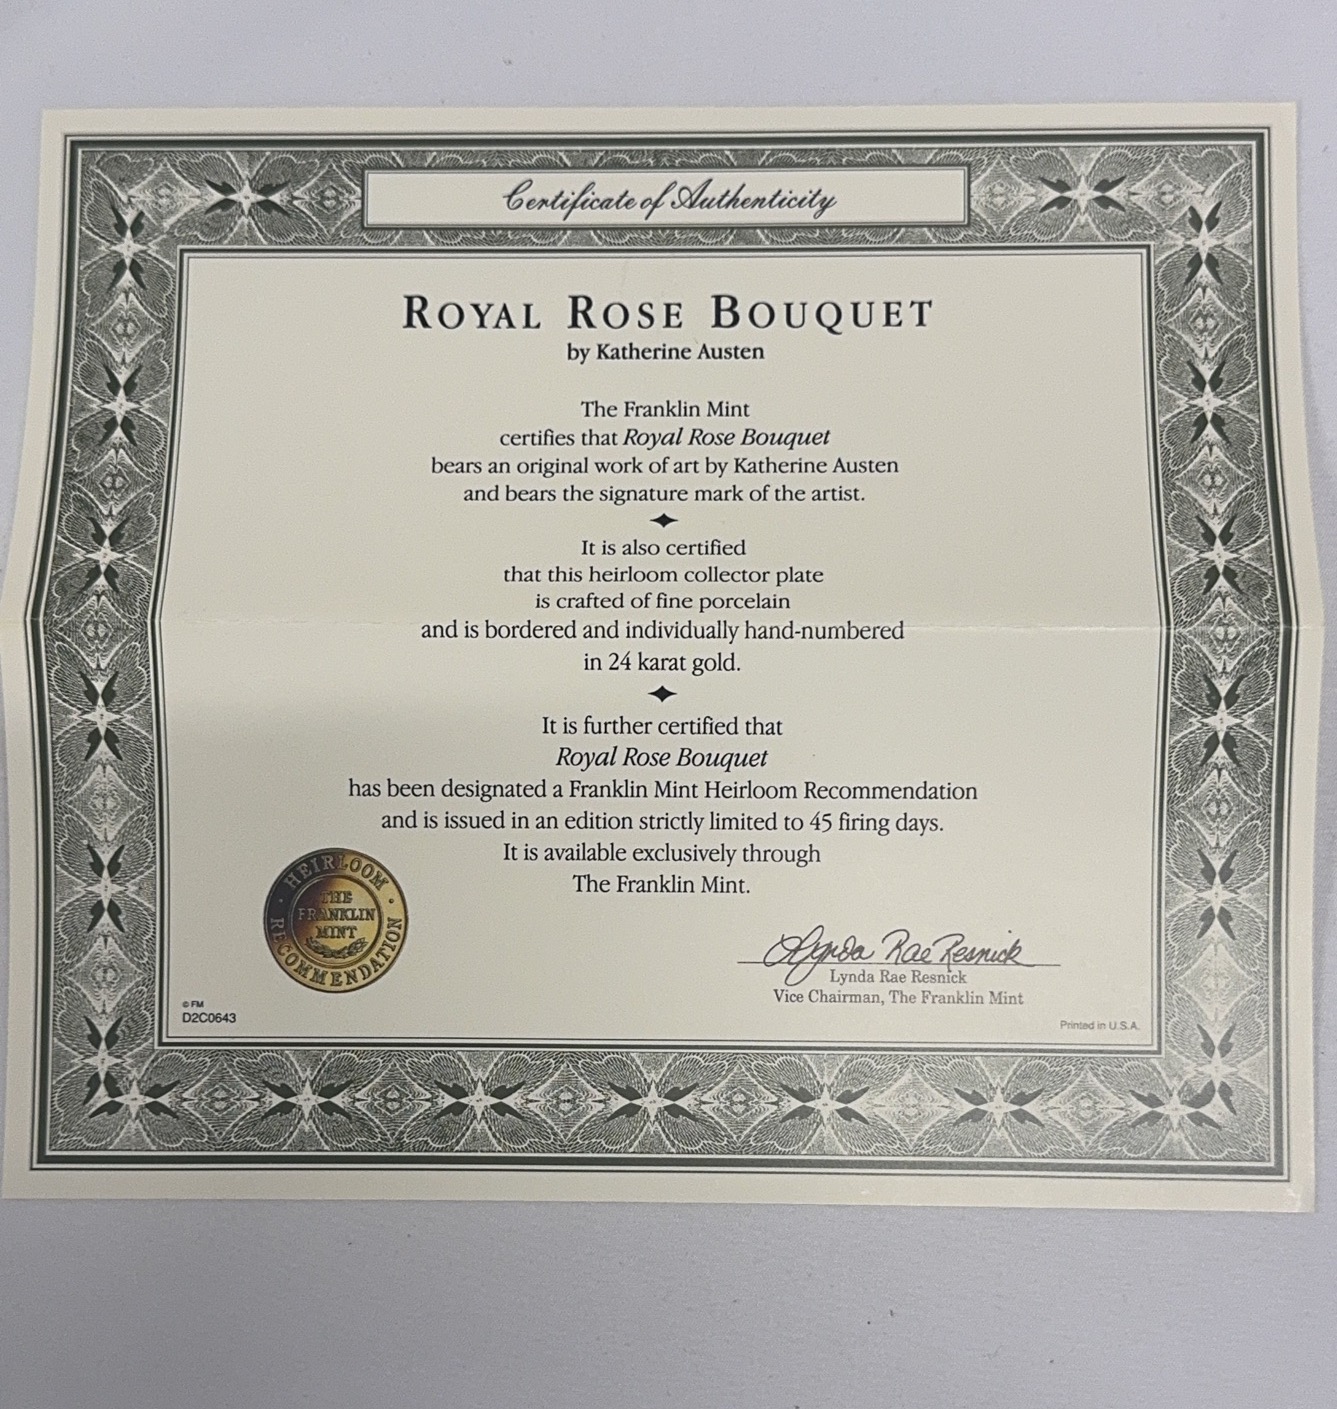 Certificate of Authenticity
ROYAL ROSE BOUQUET
by Katherine Austen
The Franklin Mint
certifies that Royal Rose Bouquet
bears an original work of art by Katherine Austen
and bears the signature mark of the artist.
It is also certified
that this heirloom collector plate
is crafted of fine porcelain
and is bordered and individually hand-numbered
in 24 karat gold.
It is further certified that
Royal Rose Bouquet
has been designated a Franklin Mint Heirloom Recommendation
and is issued in an edition strictly limited to 45 firing days.
It is available exclusively through
The Franklin Mint.
HEIRLOOM
THE
FRANKLIN
MINT
RECOMMENDATION
Lynda Rae Resnick
Lynda Rae Resnick
Vice Chairman, The Franklin Mint
© FM
D2C0643
Printed in U.S.A.